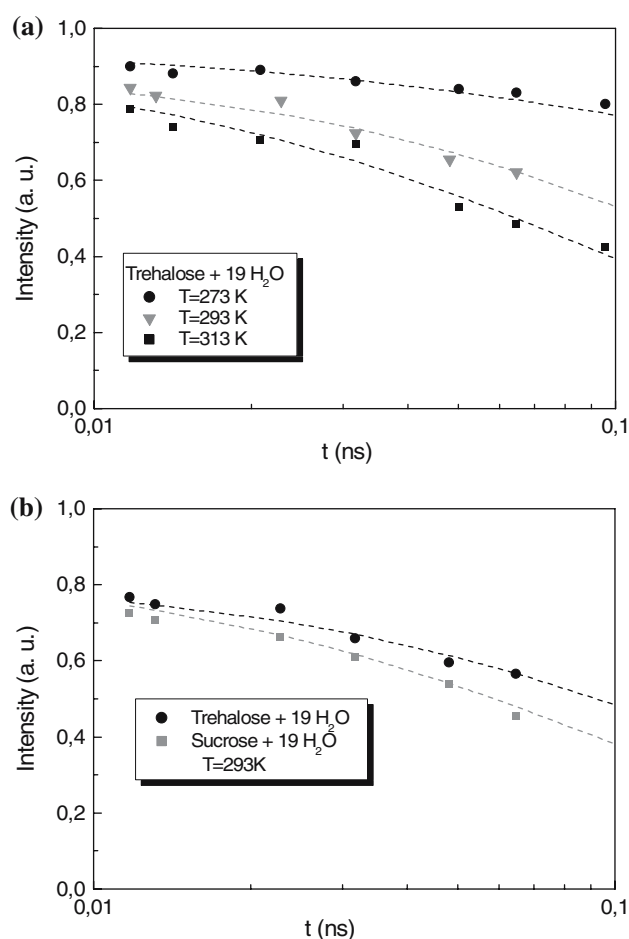 (a)
1,0
0,8
0,6
0,4
0,2
0,0
Intensity (a. u.)
Trehalose + 19 H₂O
T=273 K
T=293 K
T=313 K
0,01
0,1
t (ns)
(b)
1,0
0,8
0,6
0,4
0,2
0,0
Intensity (a. u.)
Trehalose + 19 H₂O
Sucrose + 19 H₂O
T=293K
0,01
0,1
t (ns)